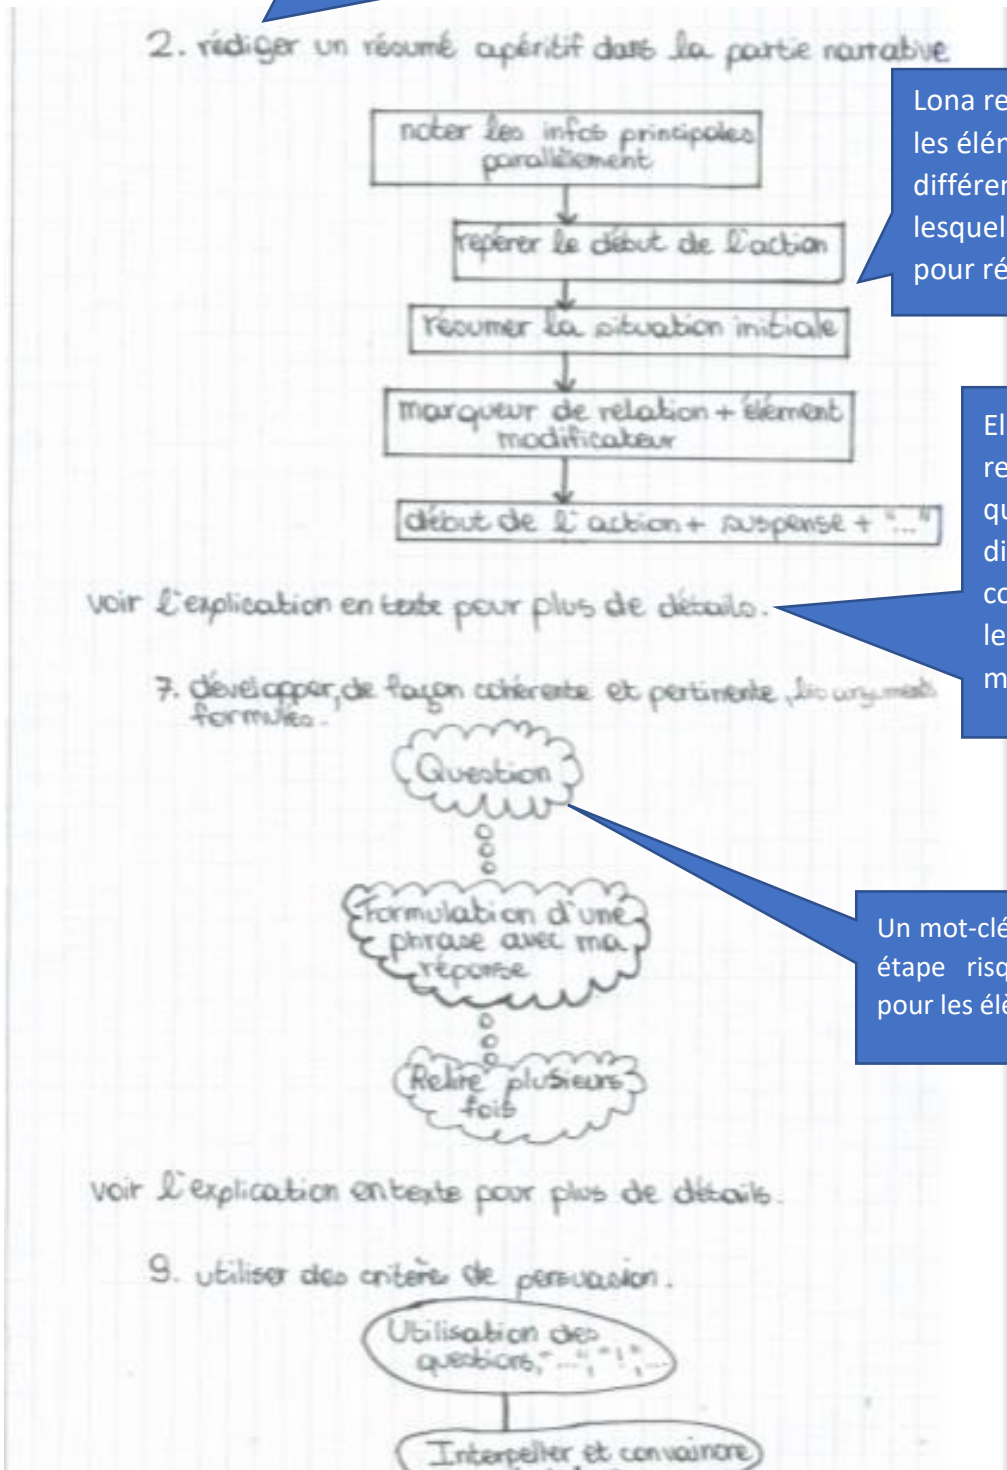 2. rédiger un résumé apéritif dans la partie narrative
noter les infos principales
parallèlement
repérer le début de l'action
résumer la situation initiale
marqueur de relation + élément
modificateur
début de l'action + suspense + "..."
Lona re
les élén
différer
lesquel
pour ré
voir l'explication en texte pour plus de détails.
El
re
qu
di
co
le
m
7. développer, de façon cohérente et pertinente, les arguments
formulés.
Question
Formulation d'une
phrase avec ma
réponse
Relire plusieurs
fois
Un mot-clé
étape risq
pour les élè
voir l'explication en texte pour plus de détails.
9. utiliser des critères de persuasion.
Utilisation des
questions, "...", "!", ...
Interpeller et convaincre